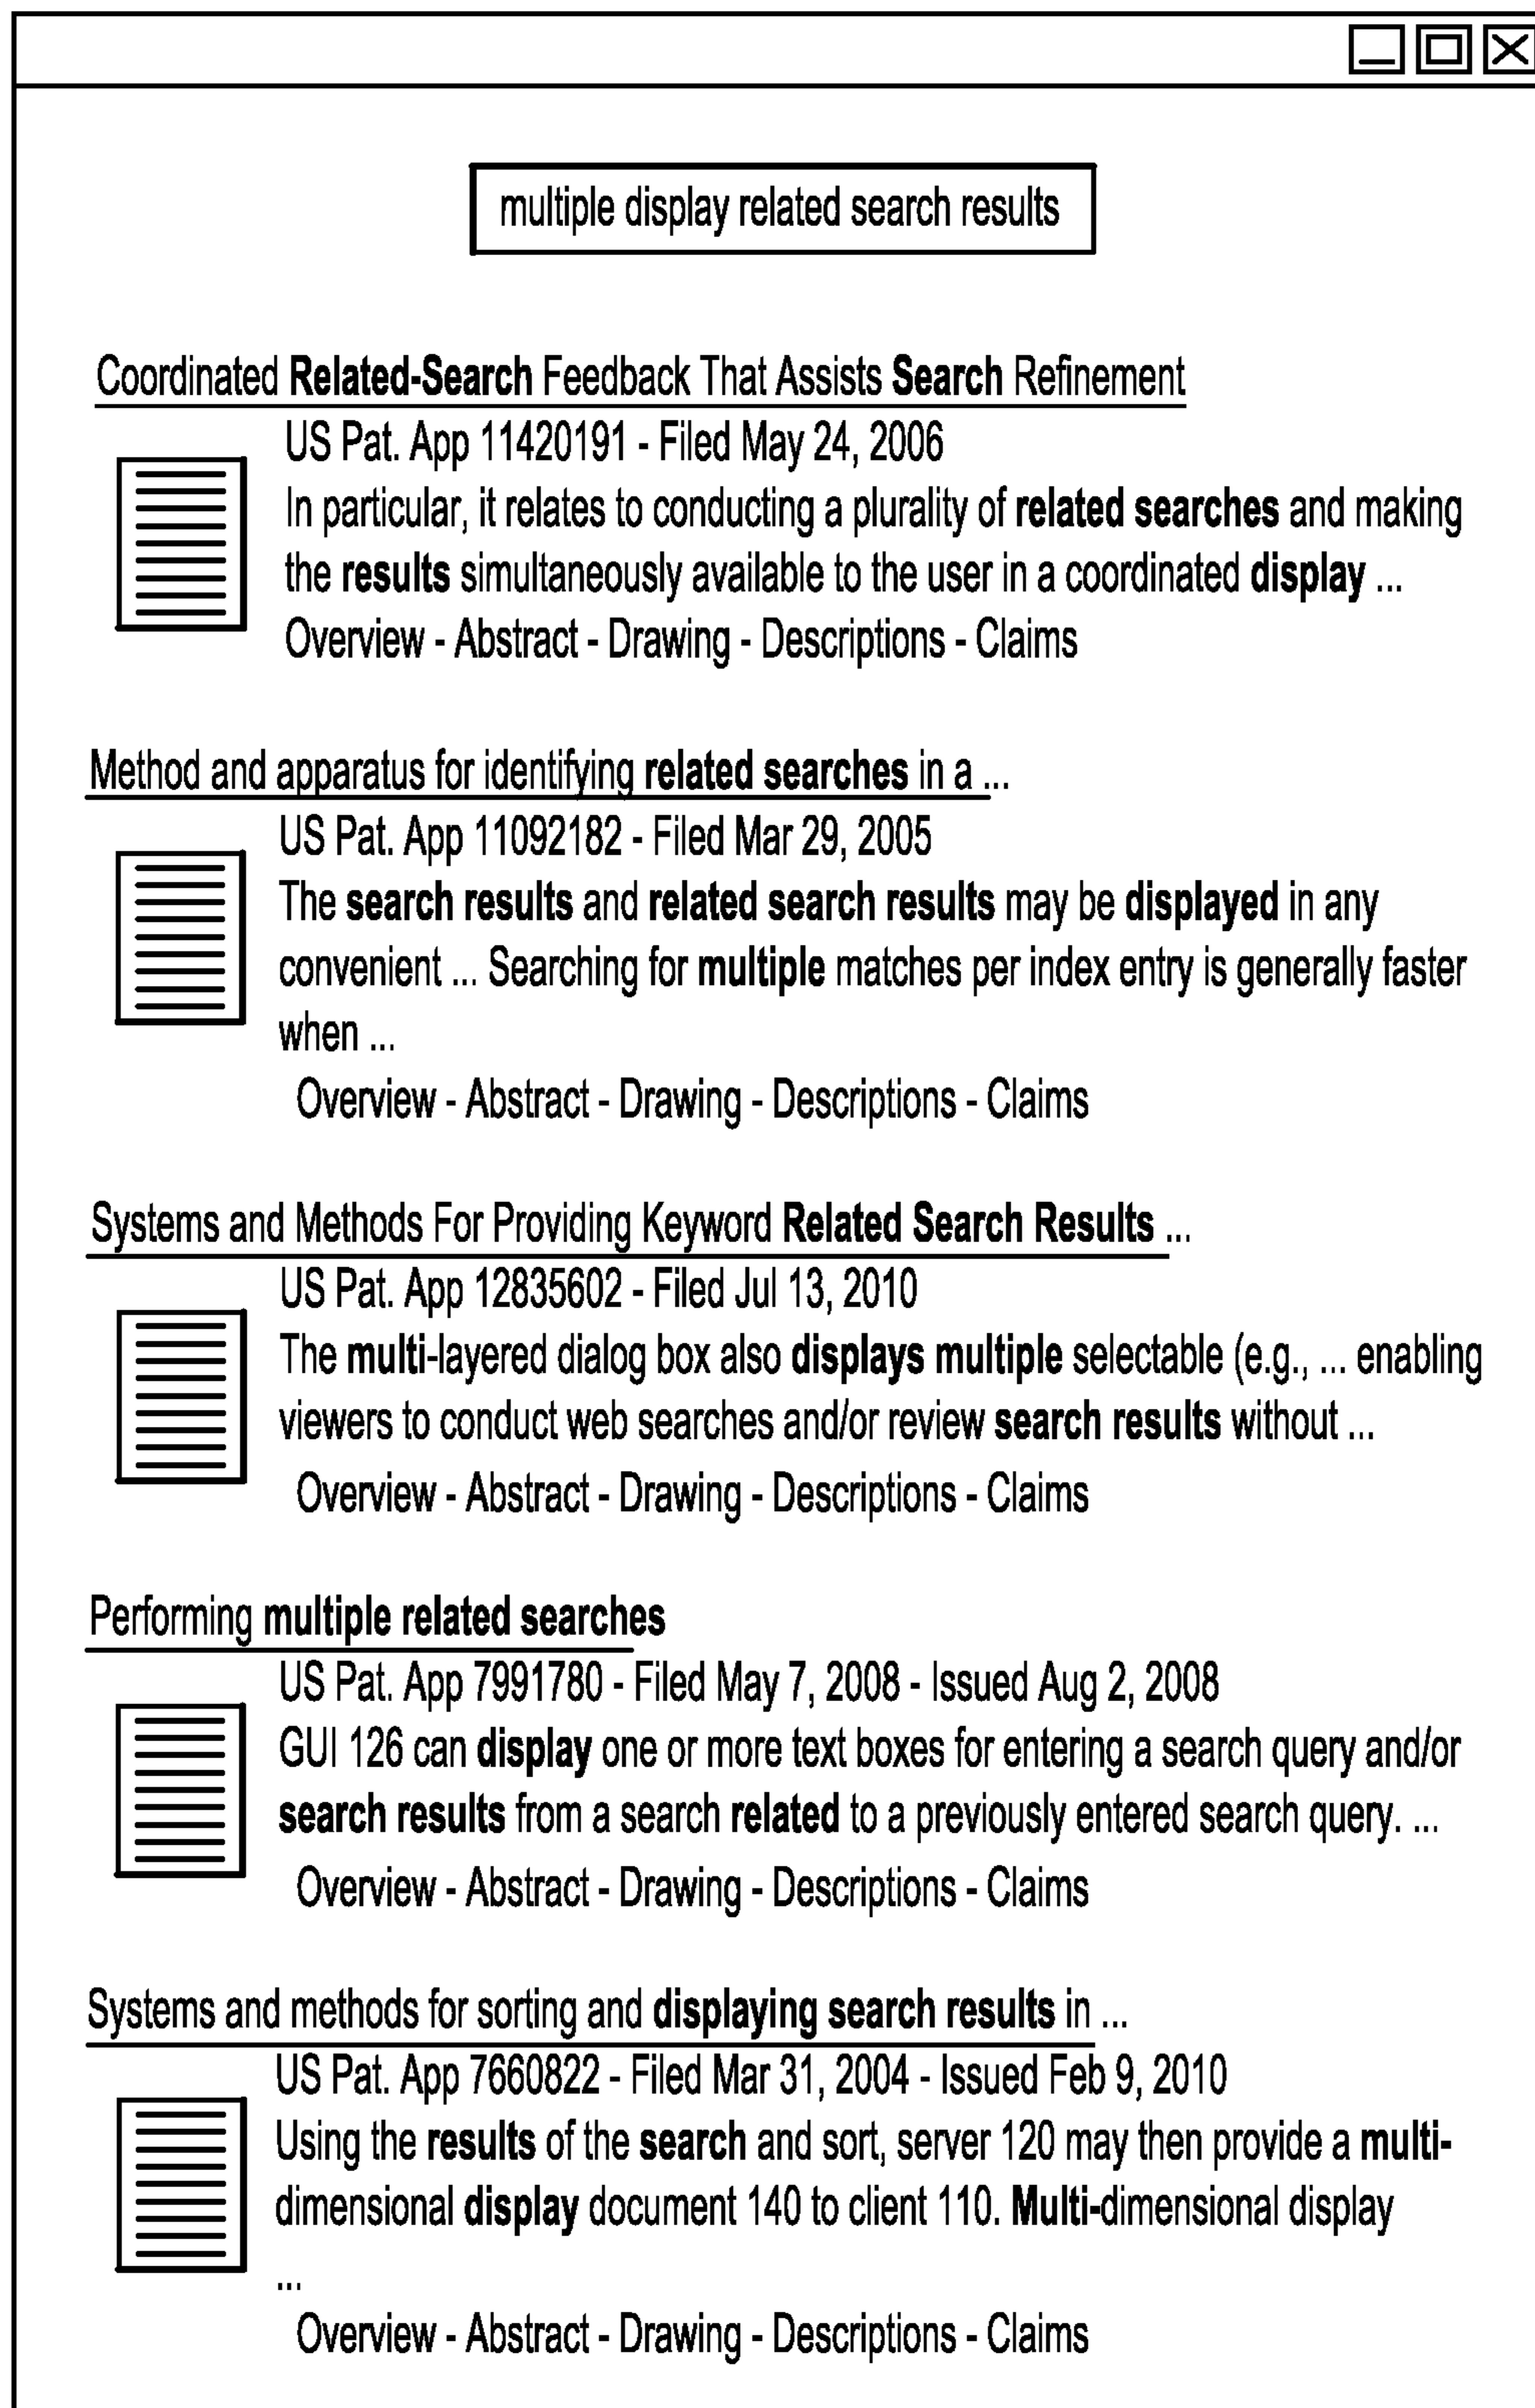 multiple display related search results
Coordinated Related-Search Feedback That Assists Search Refinement
US Pat. App 11420191 - Filed May 24, 2006
In particular, it relates to conducting a plurality of related searches and making
the results simultaneously available to the user in a coordinated display ...
Overview - Abstract - Drawing - Descriptions - Claims
Method and apparatus for identifying related searches in a ...
US Pat. App 11092182 - Filed Mar 29, 2005
The search results and related search results may be displayed in any
convenient ... Searching for multiple matches per index entry is generally faster
when ...
Overview - Abstract - Drawing - Descriptions - Claims
Systems and Methods For Providing Keyword Related Search Results ...
US Pat. App 12835602 - Filed Jul 13, 2010
The multi-layered dialog box also displays multiple selectable (e.g., ... enabling
viewers to conduct web searches and/or review search results without ...
Overview - Abstract - Drawing - Descriptions - Claims
Performing multiple related searches
US Pat. App 7991780 - Filed May 7, 2008 - Issued Aug 2, 2008
GUI 126 can display one or more text boxes for entering a search query and/or
search results from a search related to a previously entered search query. ...
Overview - Abstract - Drawing - Descriptions - Claims
Systems and methods for sorting and displaying search results in ...
US Pat. App 7660822 - Filed Mar 31, 2004 - Issued Feb 9, 2010
Using the results of the search and sort, server 120 may then provide a multi-
dimensional display document 140 to client 110. Multi-dimensional display
...
Overview - Abstract - Drawing - Descriptions - Claims